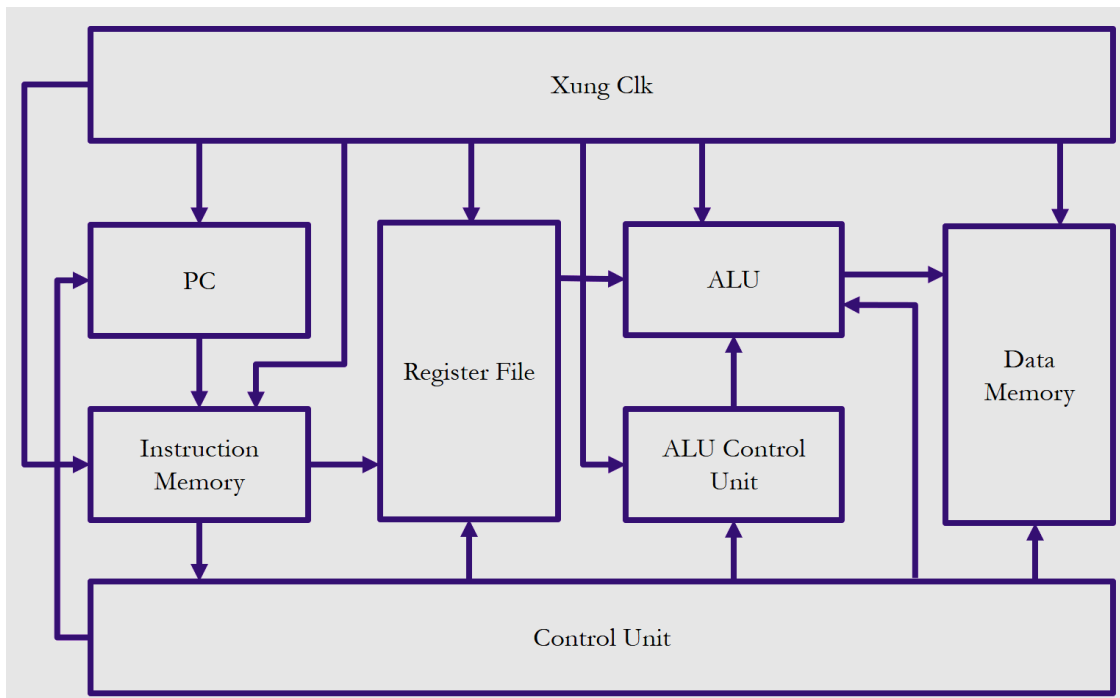 Xung Clk
PC
ALU
Register File
Data
Memory
Instruction
Memory
ALU Control
Unit
Control Unit